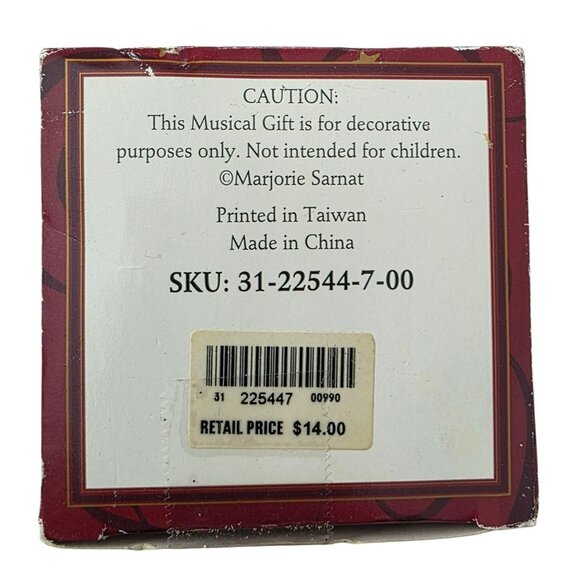 CAUTION:
This Musical Gift is for decorative
purposes only. Not intended for children.
©Marjorie Sarnat
Printed in Taiwan
Made in China
SKU: 31-22544-7-00
31 225447 00990
RETAIL PRICE $14.00